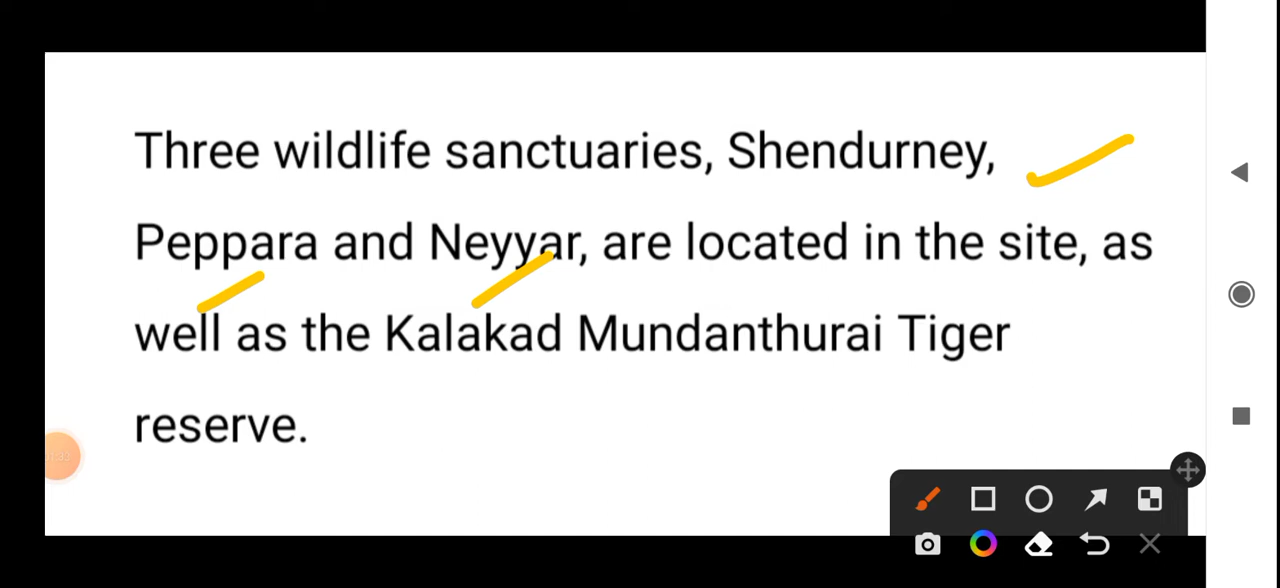 Three wildlife sanctuaries, Shendurney,
Peppara and Neyyar, are located in the site, as
well as the Kalakad Mundanthurai Tiger
reserve.